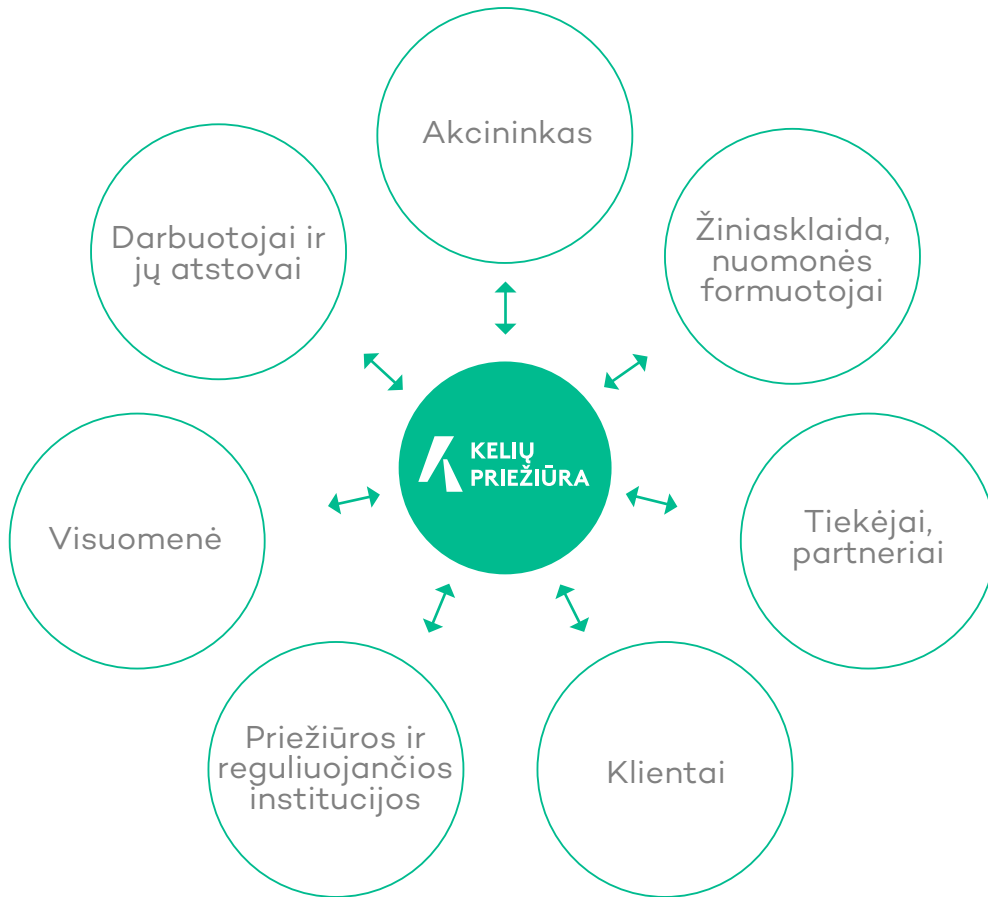 Akcininkas
Darbuotojai ir
jų atstovai
Žiniasklaida,
nuomonės
formuotojai
KELIŲ
PRIEŽIŪRA
Visuomenė
Tiekėjai,
partneriai
Priežiūros ir
reguliuojančios
institucijos
Klientai